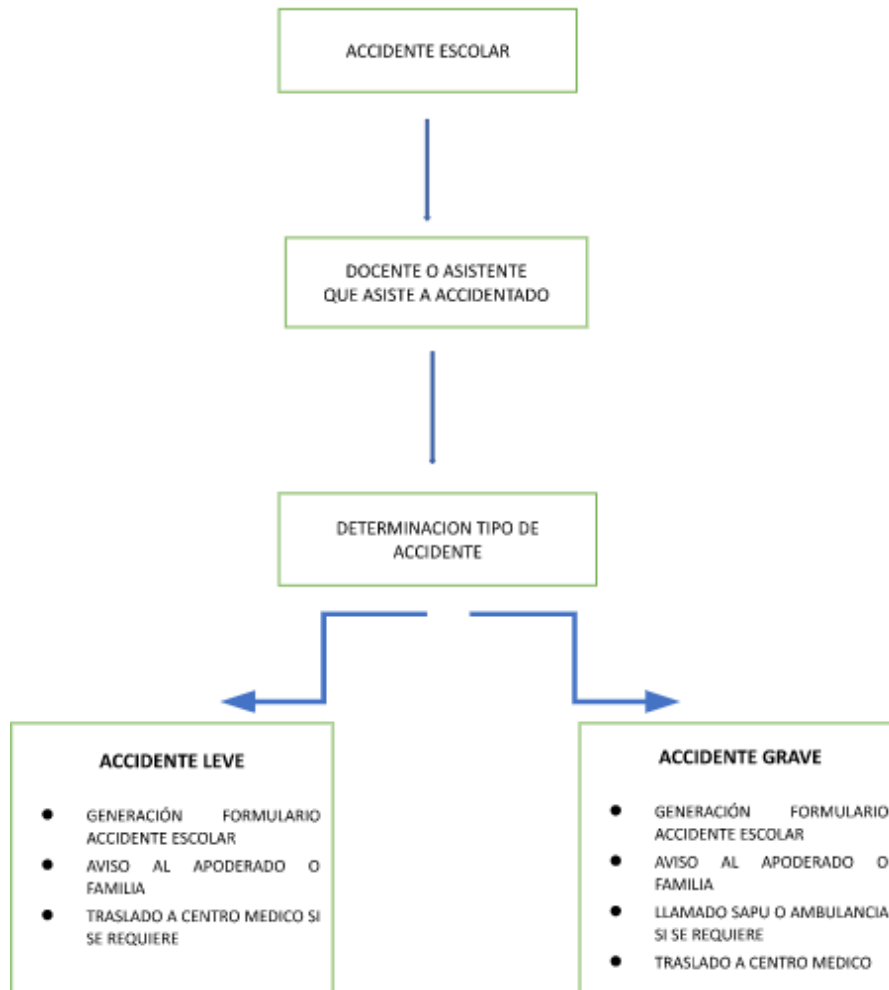 ACCIDENTE ESCOLAR
DOCENTE O ASISTENTE
QUE ASISTE A ACCIDENTADO
DETERMINACION TIPO DE
ACCIDENTE
ACCIDENTE LEVE
● GENERACIÓN FORMULARIO
ACCIDENTE ESCOLAR
● AVISO AL APODERADO O
FAMILIA
● TRASLADO A CENTRO MEDICO SI
SE REQUIERE
ACCIDENTE GRAVE
● GENERACIÓN FORMULARIO
ACCIDENTE ESCOLAR
● AVISO AL APODERADO O
FAMILIA
● LLAMADO SAPU O AMBULANCIA
SI SE REQUIERE
● TRASLADO A CENTRO MEDICO